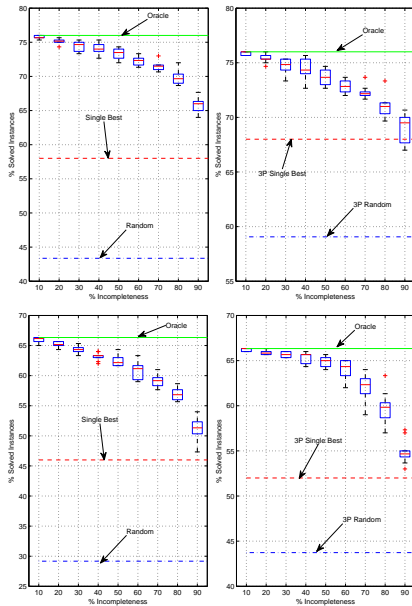 80
75
70
65
60
55
50
45
40
% Solved Instances
Oracle
Single Best
Random
10 20 30 40 50 60 70 80 90
% Incompleteness
85
80
75
70
65
60
55
% Solved Instances
Oracle
3P Single Best
3P Random
10 20 30 40 50 60 70 80 90
% Incompleteness
70
65
60
55
50
45
40
35
30
25
% Solved Instances
Oracle
Single Best
Random
10 20 30 40 50 60 70 80 90
% Incompleteness
70
65
60
55
50
45
40
% Solved Instances
Oracle
3P Single Best
3P Random
10 20 30 40 50 60 70 80 90
% Incompleteness